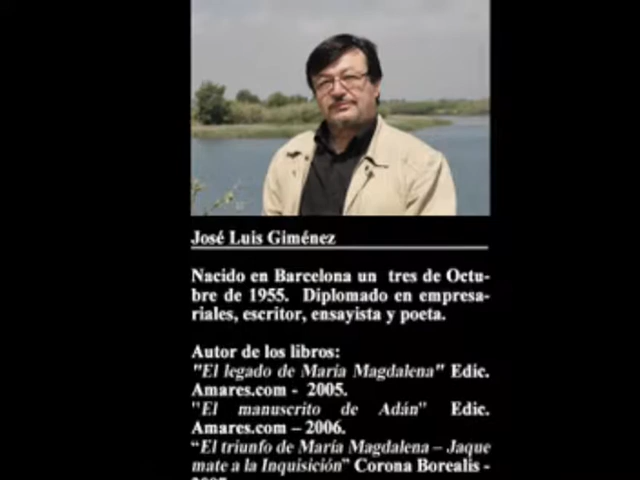 José Luis Giménez
Nacido en Barcelona un tres de Octu-
bre de 1955. Diplomado en empresa-
riales, escritor, ensayista y poeta.
Autor de los libros:
"El legado de María Magdalena" Edic.
Amares.com - 2005.
"El manuscrito de Adán" Edic.
Amares.com – 2006.
“El triunfo de María Magdalena – Jaque
mate a la Inquisición” Corona Borealis -